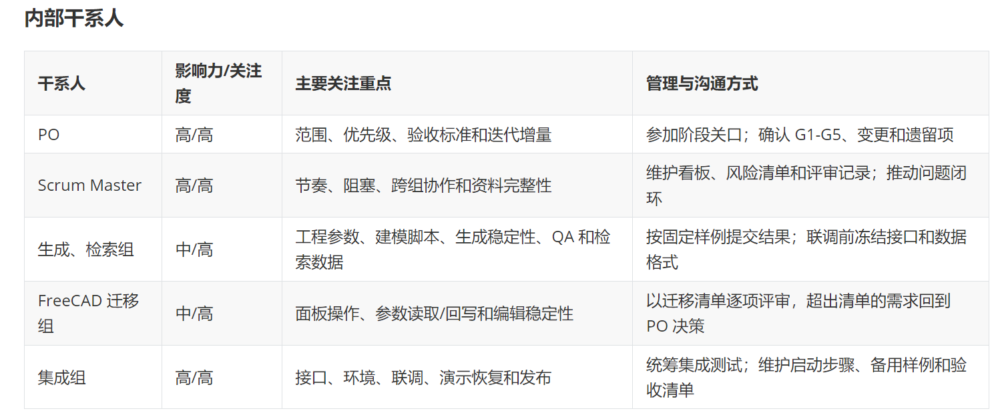 内部干系人
干系人
影响力/关注
度
主要关注重点
管理与沟通方式
PO
高/高
范围、优先级、验收标准和迭代增量
参加阶段关口；确认 G1-G5、变更和遗留项
Scrum Master
高/高
节奏、阻塞、跨组协作和资料完整性
维护看板、风险清单和评审记录；推动问题闭
环
生成、检索组
中/高
工程参数、建模脚本、生成稳定性、QA 和检
索数据
按固定样例提交结果；联调前冻结接口和数据
格式
FreeCAD 迁移
组
中/高
面板操作、参数读取/回写和编辑稳定性
以迁移清单逐项评审，超出清单的需求回到
PO 决策
集成组
高/高
接口、环境、联调、演示恢复和发布
统筹集成测试；维护启动步骤、备用样例和验
收清单